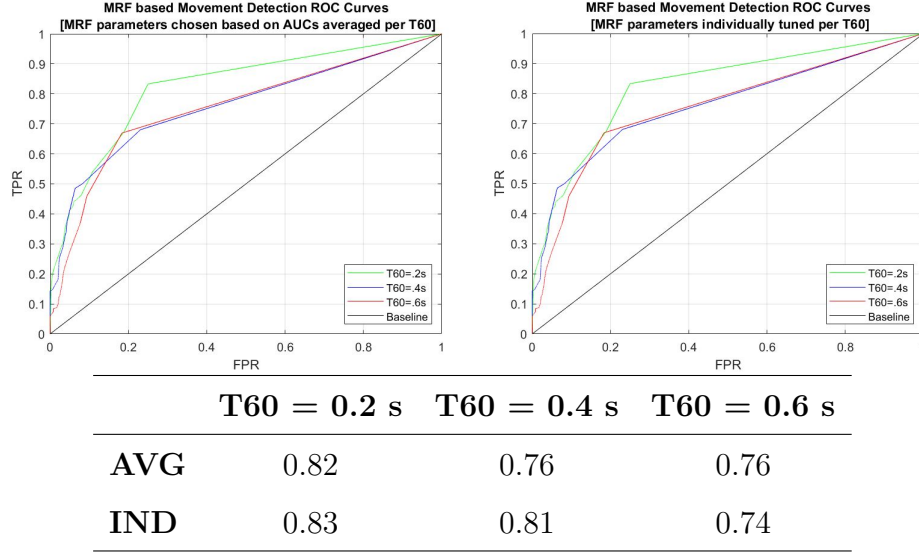 MRF based Movement Detection ROC Curves
[MRF parameters chosen based on AUCs averaged per T60]
1
0.9
0.8
0.7
0.6
0.5
0.4
0.3
0.2
0.1
0
TPR
0
0.2
0.4
0.6
0.8
1
FPR
T60=.2s
T60=.4s
T60=.6s
Baseline
MRF based Movement Detection ROC Curves
[MRF parameters individually tuned per T60]
1
0.9
0.8
0.7
0.6
0.5
0.4
0.3
0.2
0.1
0
TPR
0
0.2
0.4
0.6
0.8
FPR
T60=.2s
T60=.4s
T60=.6s
Baseline
T60 = 0.2 s T60 = 0.4 s T60 = 0.6 s
AVG 0.82 0.76 0.76
IND 0.83 0.81 0.74